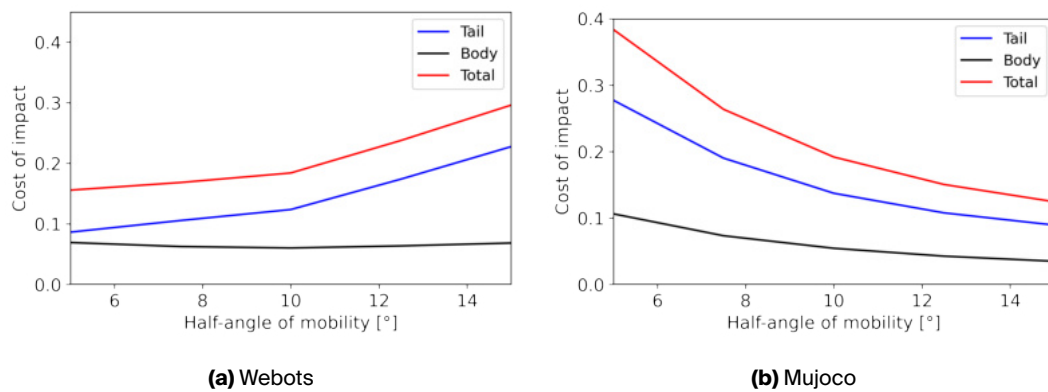 0.4
0.3
0.2
0.1
0.0
Cost of impact
Tail
Body
Total
6 8 10 12 14
Half-angle of mobility [°]
(a) Webots
0.4
0.3
0.2
0.1
0.0
Cost of impact
Tail
Body
Total
6 8 10 12 14
Half-angle of mobility [°]
(b) Mujoco